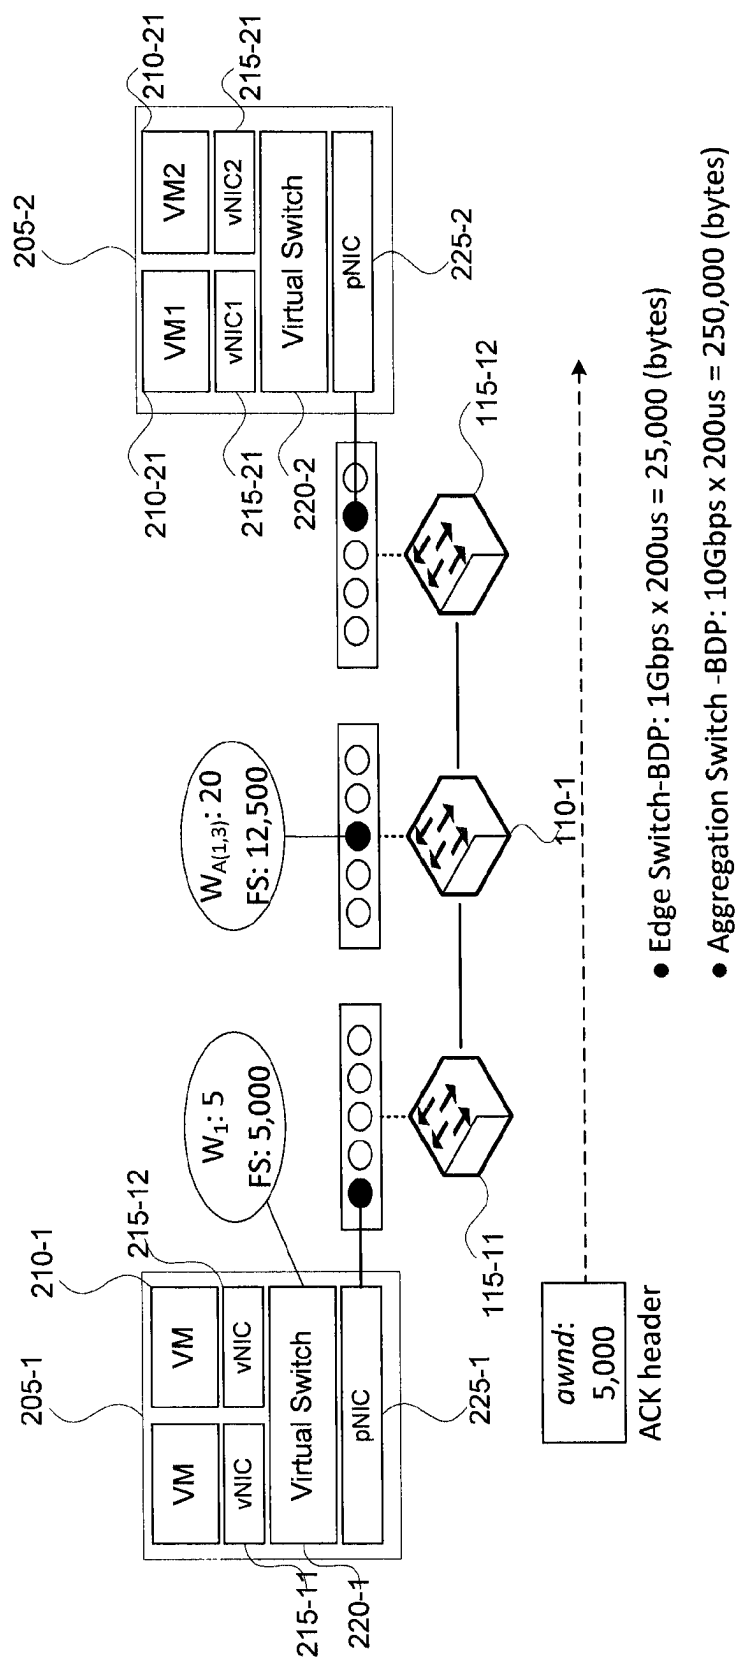 205-1
210-1
215-12
VM
VM
vNIC
vNIC
Virtual Switch
pNIC
215-11
220-1
225-1
W1: 5
FS: 5,000
115-11
WA(1,3): 20
FS: 12,500
110-1
205-2
210-21
215-21
VM1
VM2
vNIC1
vNIC2
Virtual Switch
pNIC
210-21
215-21
220-2
225-2
115-12
awnd:
5,000
ACK header
● Edge Switch-BDP: 1Gbps x 200us = 25,000 (bytes)
● Aggregation Switch -BDP: 10Gbps x 200us = 250,000 (bytes)